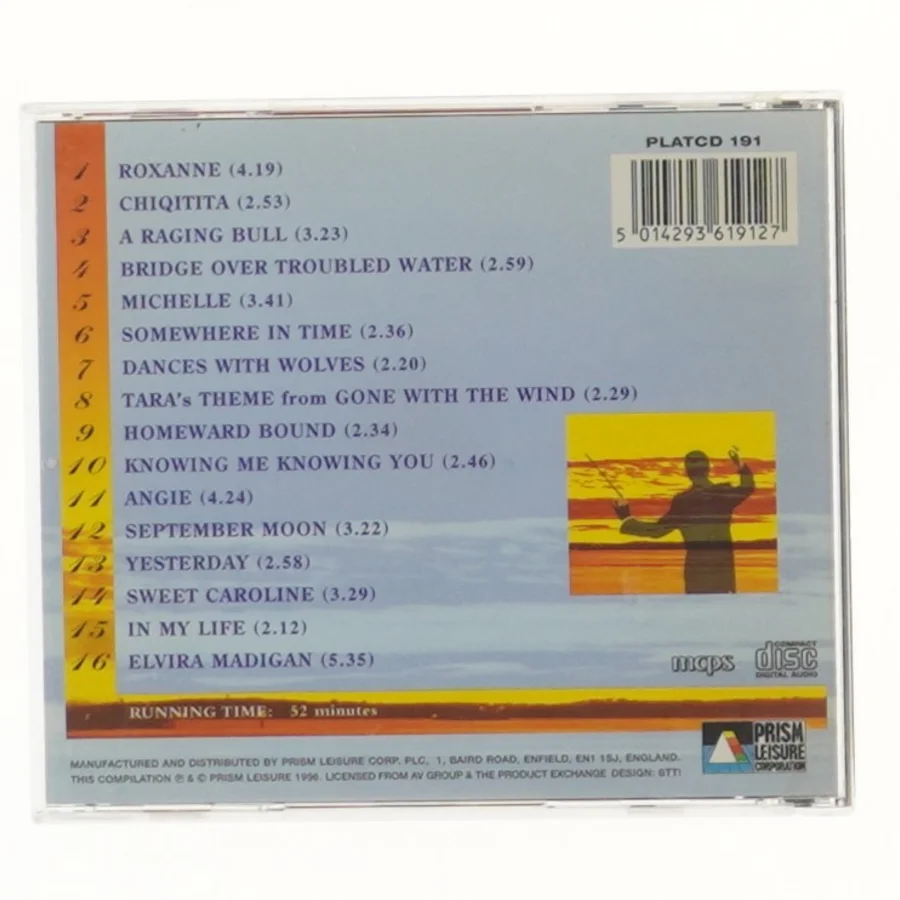 PLATCD 191
5 014293 619127
1 ROXANNE (4.19)
2 CHIQITITA (2.53)
3 A RAGING BULL (3.23)
4 BRIDGE OVER TROUBLED WATER (2.59)
5 MICHELLE (3.41)
6 SOMEWHERE IN TIME (2.36)
7 DANCES WITH WOLVES (2.20)
8 TARA's THEME from GONE WITH THE WIND (2.29)
9 HOMEWARD BOUND (2.34)
10 KNOWING ME KNOWING YOU (2.46)
11 ANGIE (4.24)
12 SEPTEMBER MOON (3.22)
13 YESTERDAY (2.58)
14 SWEET CAROLINE (3.29)
15 IN MY LIFE (2.12)
16 ELVIRA MADIGAN (5.35)
mcps
COMPACT
disc
DIGITAL AUDIO
RUNNING TIME: 52 minutes
PRISM
LEISURE
CORPORATION
MANUFACTURED AND DISTRIBUTED BY PRISM LEISURE CORP. PLC, 1, BAIRD ROAD, ENFIELD, EN1 1SJ, ENGLAND.
THIS COMPILATION ℗ & © PRISM LEISURE 1996. LICENSED FROM AV GROUP & THE PRODUCT EXCHANGE DESIGN: STTI